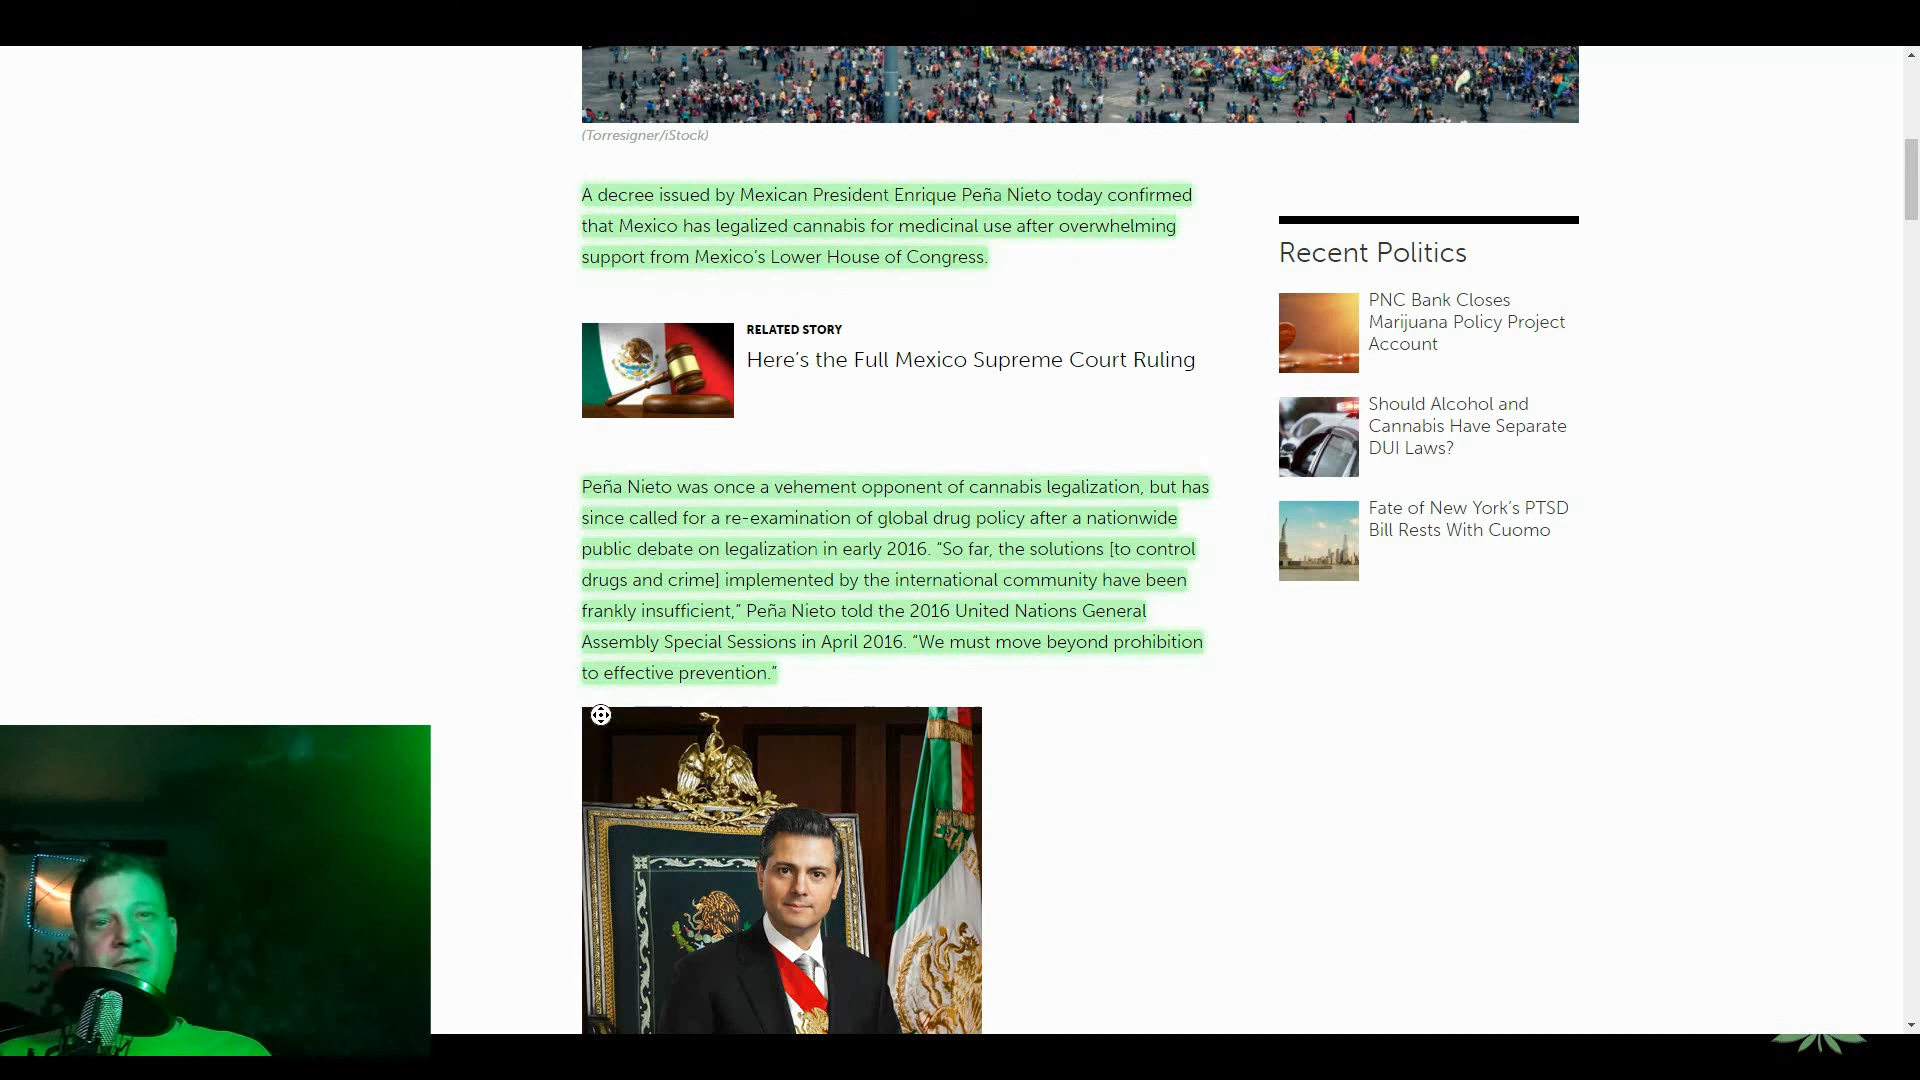 (Torresigner/iStock)
A decree issued by Mexican President Enrique Peña Nieto today confirmed
that Mexico has legalized cannabis for medicinal use after overwhelming
support from Mexico’s Lower House of Congress.
RELATED STORY
Here’s the Full Mexico Supreme Court Ruling
Peña Nieto was once a vehement opponent of cannabis legalization, but has
since called for a re-examination of global drug policy after a nationwide
public debate on legalization in early 2016. “So far, the solutions [to control
drugs and crime] implemented by the international community have been
frankly insufficient,” Peña Nieto told the 2016 United Nations General
Assembly Special Sessions in April 2016. “We must move beyond prohibition
to effective prevention.”
Recent Politics
PNC Bank Closes
Marijuana Policy Project
Account
Should Alcohol and
Cannabis Have Separate
DUI Laws?
Fate of New York’s PTSD
Bill Rests With Cuomo